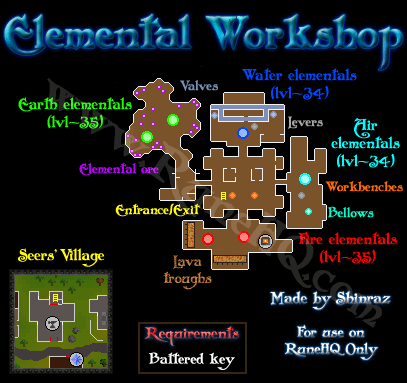 Elemental Workshop
Water elementals
(lvl~34)
Valves
Earth elementals
(lvl~35)
Levers
Air
elementals
(lvl~34)
Elemental ore
Workbenches
Entrance/Exit
Bellows
Fire elementals
(lvl~35)
Seers' Village
Lava
troughs
Made by Sbinraz
Requirements
Battered key
For use on
RuneHQ Only
www.RuneHQ.com